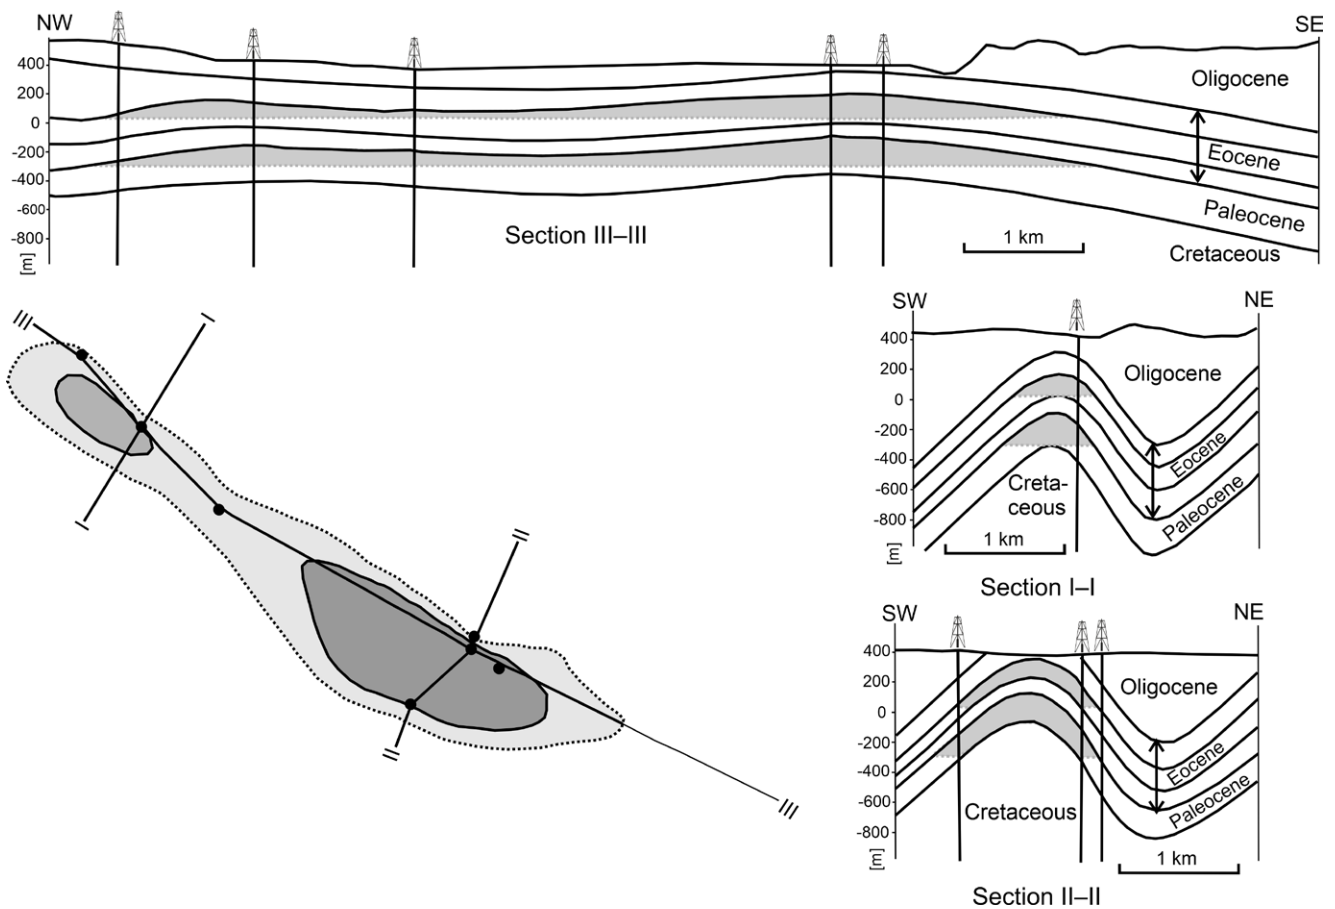 NW
SE
400
200
0
-200
-400
-600
-800
[m]
Oligocene
Eocene
Paleocene
Cretaceous
Section III–III
1 km
III
I
I
II
II
III
SW
NE
400
200
0
-200
-400
-600
-800
[m]
Oligocene
Eocene
Paleocene
Creta-
ceous
1 km
Section I–I
SW
NE
400
200
0
-200
-400
-600
-800
[m]
Oligocene
Eocene
Paleocene
Cretaceous
1 km
Section II–II